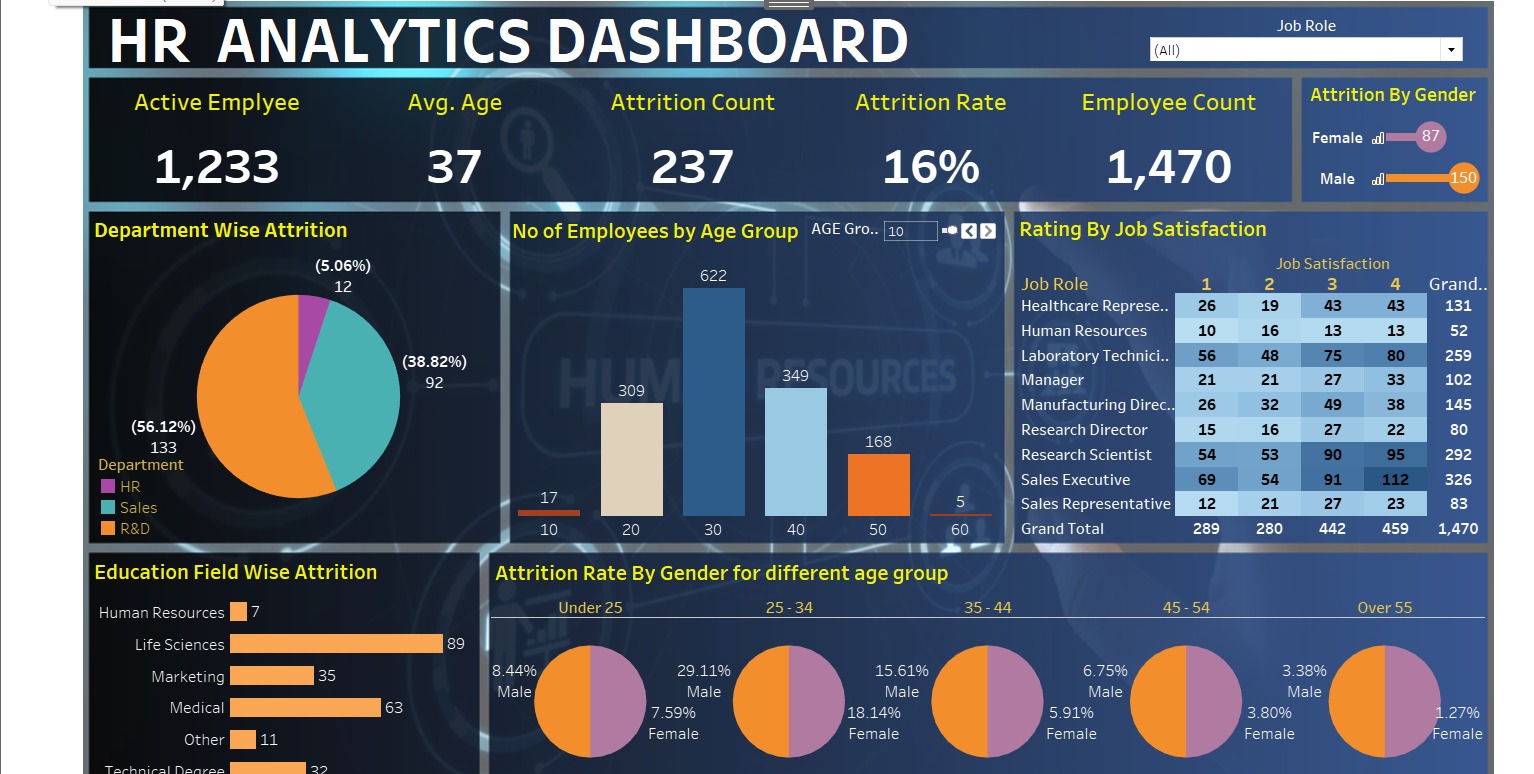 HR ANALYTICS DASHBOARD
Job Role
(All)
Active Emplyee
Avg. Age
Attrition Count
Attrition Rate
Employee Count
1,233
37
237
16%
1,470
Attrition By Gender
Female 87
Male 150
Department Wise Attrition
(5.06%)
12
(38.82%)
92
(56.12%)
133
Department
HR
Sales
R&D
No of Employees by Age Group
AGE Gro.. 10
17
309
622
349
168
5
10 20 30 40 50 60
HUMAN RESOURCES
Rating By Job Satisfaction
Job Satisfaction
Job Role 1 2 3 4 Grand..
Healthcare Represe.. 26 19 43 43 131
Human Resources 10 16 13 13 52
Laboratory Technici.. 56 48 75 80 259
Manager 21 21 27 33 102
Manufacturing Direc.. 26 32 49 38 145
Research Director 15 16 27 22 80
Research Scientist 54 53 90 95 292
Sales Executive 69 54 91 112 326
Sales Representative 12 21 27 23 83
Grand Total 289 280 442 459 1,470
Education Field Wise Attrition
Human Resources 7
Life Sciences 89
Marketing 35
Medical 63
Other 11
Technical Degree 32
Attrition Rate By Gender for different age group
Under 25
25 - 34
35 - 44
45 - 54
Over 55
8.44%
Male
7.59%
Female
29.11%
Male
18.14%
Female
15.61%
Male
5.91%
Female
6.75%
Male
3.80%
Female
3.38%
Male
1.27%
Female